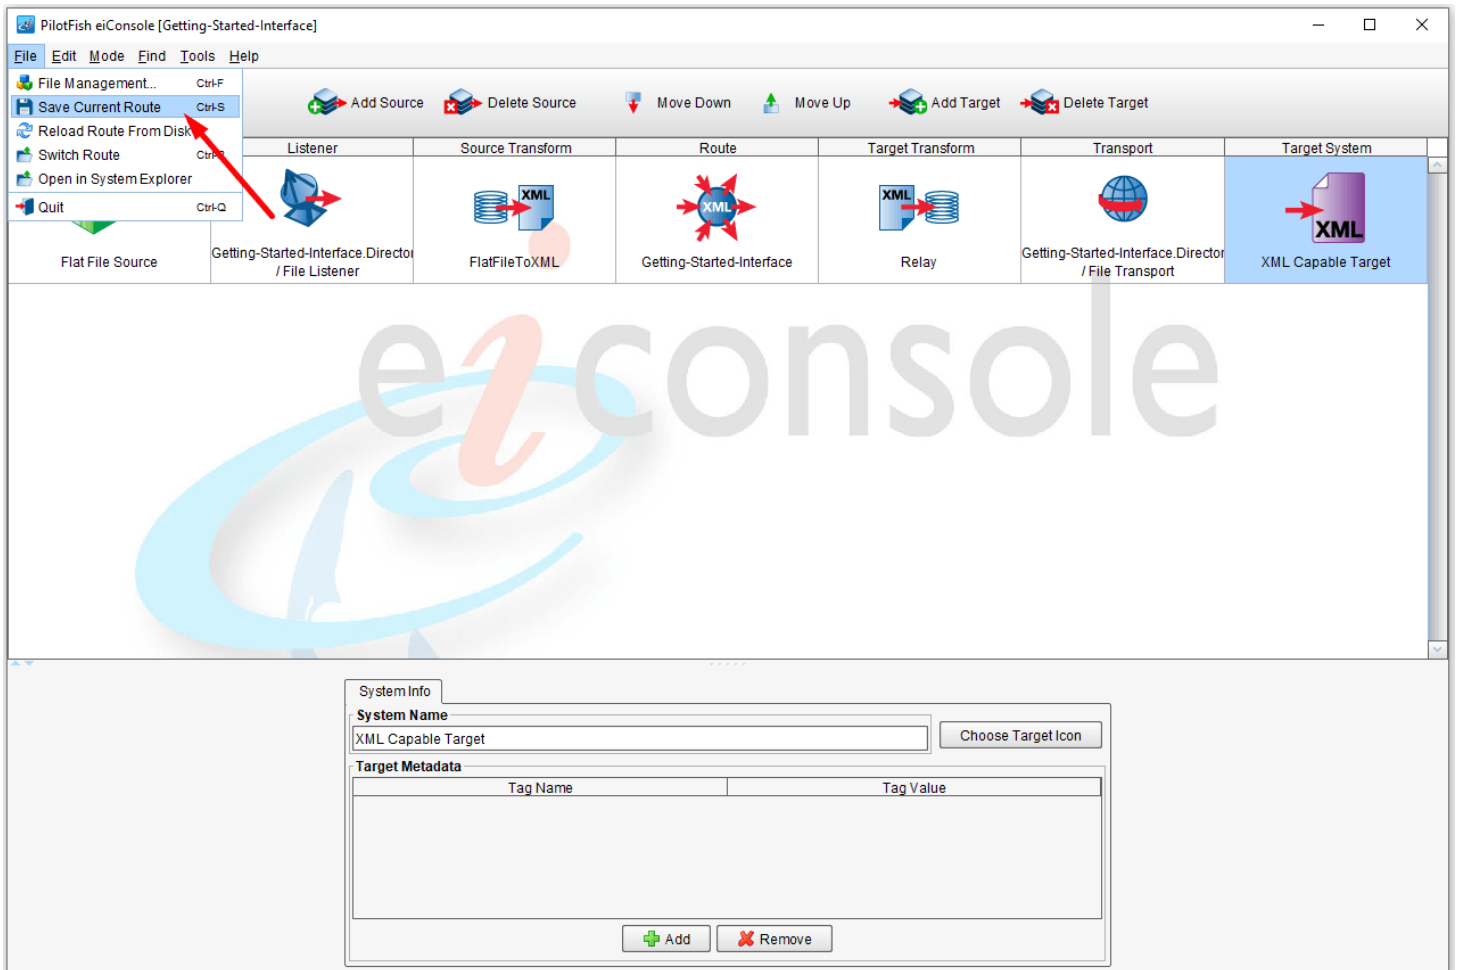 PilotFish eiConsole [Getting-Started-Interface]
File Edit Mode Find Tools Help
File Management... Ctrl-F
Save Current Route Ctrl-S
Reload Route From Disk
Switch Route
Open in System Explorer
Quit Ctrl-Q
Add Source Delete Source Move Down Move Up Add Target Delete Target
Listener Source Transform Route Target Transform Transport Target System
XML XML XML XML
Flat File Source
Getting-Started-Interface.Director
/ File Listener
FlatFileToXML
Getting-Started-Interface
Relay
Getting-Started-Interface.Director
/ File Transport
XML Capable Target
eiconsole
System Info
System Name
XML Capable Target
Choose Target Icon
Target Metadata
Tag Name Tag Value
Add Remove